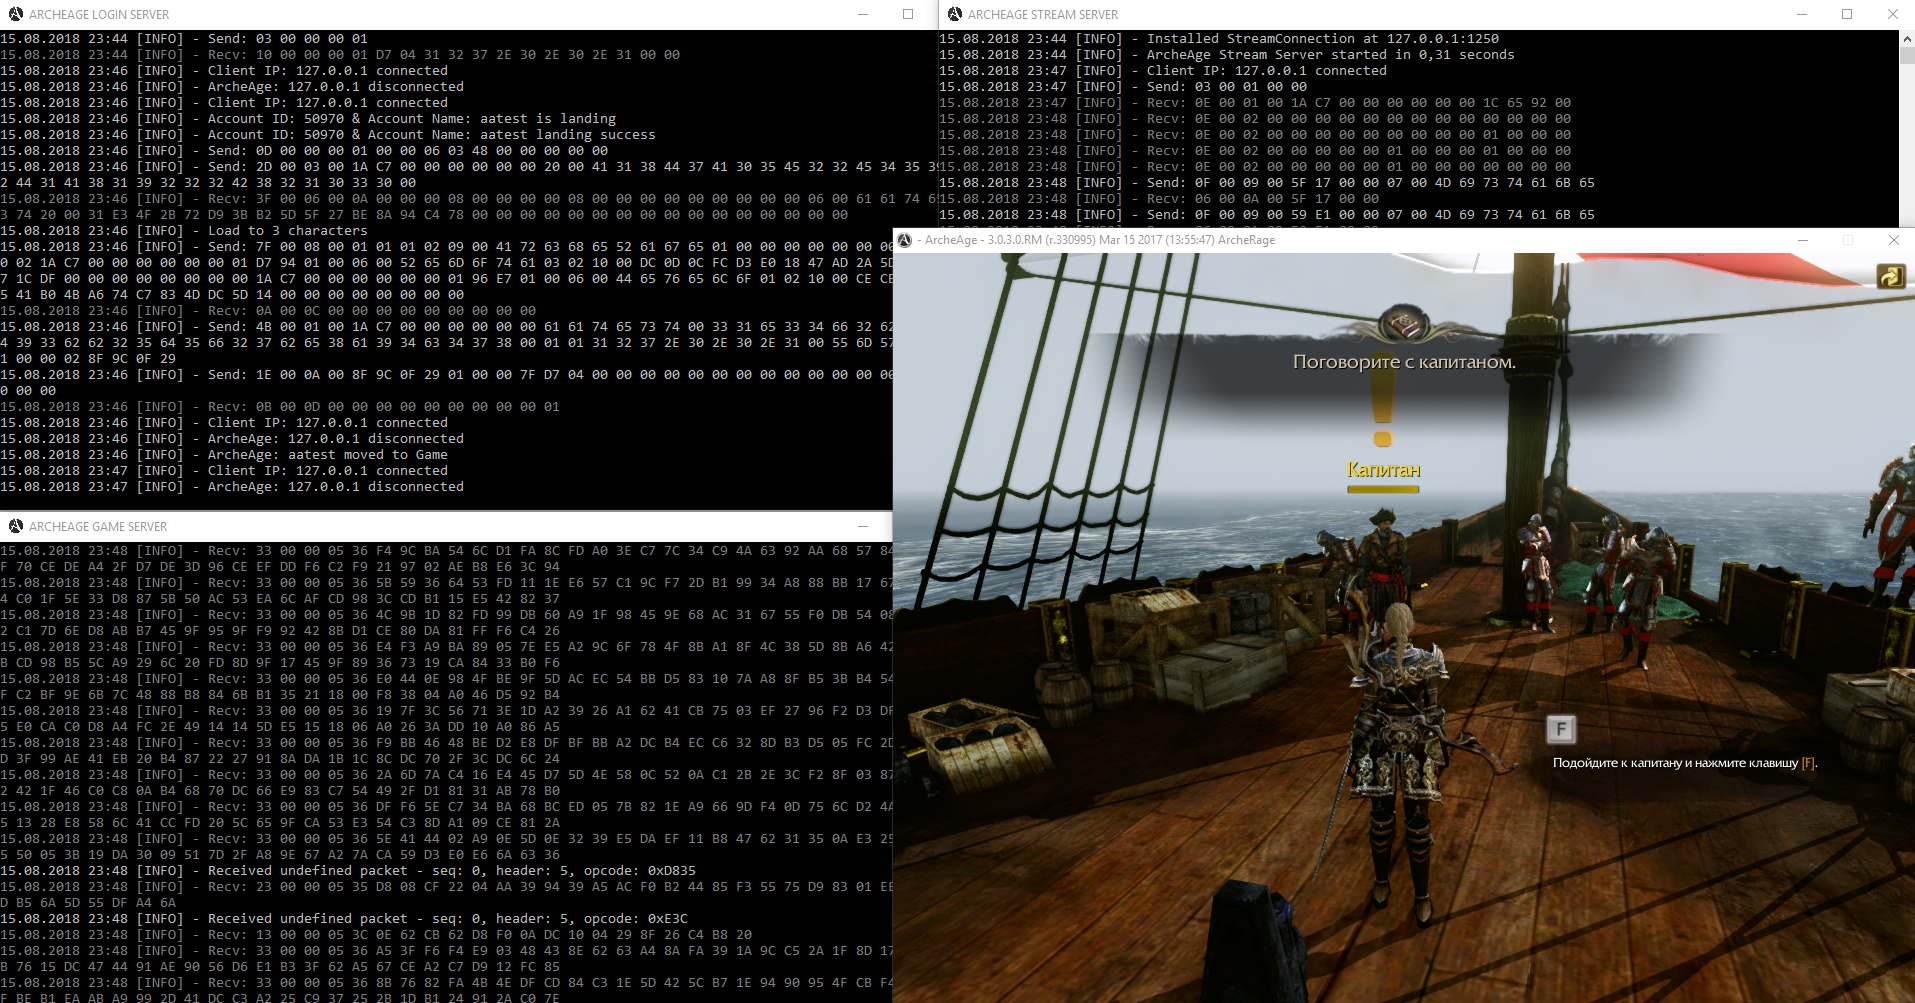 ARCHEAGE LOGIN SERVER
15.08.2018 23:44 [INFO] - Send: 03 00 00 00 01
15.08.2018 23:44 [INFO] - Recv: 10 00 00 00 01 D7 04 31 32 37 2E 30 2E 30 2E 31 00 00
15.08.2018 23:46 [INFO] - Client IP: 127.0.0.1 connected
15.08.2018 23:46 [INFO] - ArcheAge: 127.0.0.1 disconnected
15.08.2018 23:46 [INFO] - Client IP: 127.0.0.1 connected
15.08.2018 23:46 [INFO] - Account ID: 50970 & Account Name: aatest is landing
15.08.2018 23:46 [INFO] - Account ID: 50970 & Account Name: aatest landing success
15.08.2018 23:46 [INFO] - Send: 0D 00 00 00 01 00 00 06 03 48 00 00 00 00 00
15.08.2018 23:46 [INFO] - Send: 2D 00 03 00 1A C7 00 00 00 00 00 00 20 00 41 31 38 44 37 41 30 35 45 32 32 45 34 35 39
2 44 31 41 38 31 39 32 32 32 42 38 32 31 30 33 30 00
15.08.2018 23:46 [INFO] - Recv: 3F 00 06 00 0A 00 00 00 08 00 00 00 00 00 08 00 00 00 00 00 00 00 00 00 06 00 61 61 74 65
3 74 20 00 31 E3 4F 2B 72 D9 3B B2 5D 5F 27 BE 8A 94 C4 78 00 00 00 00 00 00 00 00 00 00 00 00 00 00 00 00
15.08.2018 23:46 [INFO] - Load to 3 characters
15.08.2018 23:46 [INFO] - Send: 7F 00 08 00 01 01 01 02 09 00 41 72 63 68 65 52 61 67 65 01 00 00 00 00 00 00 00 00 00
0 02 1A C7 00 00 00 00 00 00 01 D7 94 01 00 06 00 52 65 6D 6F 74 61 03 02 10 00 DC 0D 0C FC D3 E0 18 47 AD 2A 5D
7 1C DF 00 00 00 00 00 00 00 00 1A C7 00 00 00 00 00 00 01 96 E7 01 00 06 00 44 65 76 65 6C 6F 01 02 10 00 CE CE
5 41 B0 4B A6 74 C7 83 4D DC 5D 14 00 00 00 00 00 00 00 00
15.08.2018 23:46 [INFO] - Recv: 0A 00 0C 00 00 00 00 00 00 00 00 00
15.08.2018 23:46 [INFO] - Send: 4B 00 01 00 1A C7 00 00 00 00 00 00 06 00 61 61 74 65 73 74 00 33 31 65 33 34 66 32 62
4 39 33 62 62 32 35 64 35 66 32 37 62 65 38 61 39 34 63 34 37 38 00 01 01 31 32 37 2E 30 2E 30 2E 31 00 55 6D 57
1 00 00 02 8F 9C 0F 29
15.08.2018 23:46 [INFO] - Send: 1E 00 0A 00 8F 9C 0F 29 01 00 00 7F D7 04 00 00 00 00 00 00 00 00 00 00 00 00 00 00 00
0 00 00
15.08.2018 23:46 [INFO] - Recv: 0B 00 0D 00 00 00 00 00 00 00 00 00 01
15.08.2018 23:46 [INFO] - Client IP: 127.0.0.1 connected
15.08.2018 23:46 [INFO] - ArcheAge: 127.0.0.1 disconnected
15.08.2018 23:46 [INFO] - ArcheAge: aatest moved to Game
15.08.2018 23:47 [INFO] - Client IP: 127.0.0.1 connected
15.08.2018 23:47 [INFO] - ArcheAge: 127.0.0.1 disconnected
ARCHEAGE STREAM SERVER
15.08.2018 23:44 [INFO] - Installed StreamConnection at 127.0.0.1:1250
15.08.2018 23:44 [INFO] - ArcheAge Stream Server started in 0,31 seconds
15.08.2018 23:47 [INFO] - Client IP: 127.0.0.1 connected
15.08.2018 23:47 [INFO] - Send: 03 00 01 00 00
15.08.2018 23:47 [INFO] - Recv: 0E 00 01 00 1A C7 00 00 00 00 00 00 1C 65 92 00
15.08.2018 23:48 [INFO] - Recv: 0E 00 02 00 00 00 00 00 00 00 00 00 00 00 00 00
15.08.2018 23:48 [INFO] - Recv: 0E 00 02 00 00 00 00 00 00 00 00 00 01 00 00 00
15.08.2018 23:48 [INFO] - Recv: 0E 00 02 00 00 00 00 00 01 00 00 00 01 00 00 00
15.08.2018 23:48 [INFO] - Recv: 0E 00 02 00 00 00 00 00 01 00 00 00 00 00 00 00
15.08.2018 23:48 [INFO] - Send: 0F 00 09 00 5F 17 00 00 07 00 4D 69 73 74 61 6B 65
15.08.2018 23:48 [INFO] - Recv: 06 00 0A 00 5F 17 00 00
15.08.2018 23:48 [INFO] - Send: 0F 00 09 00 59 E1 00 00 07 00 4D 69 73 74 61 6B 65
- ArcheAge - 3.0.3.0.RM (r.330995) Mar 15 2017 (13:55:47) ArcheRage
Поговорите с капитаном.
Капитан
F
Подойдите к капитану и нажмите клавишу [F].
ARCHEAGE GAME SERVER
15.08.2018 23:48 [INFO] - Recv: 33 00 00 05 36 F4 9C BA 54 6C D1 FA 8C FD A0 3E C7 7C 34 C9 4A 63 92 AA 68 57 84
F 70 CE DE A4 2F D7 DE 3D 96 CE EF DD F6 C2 F9 21 97 02 AE B8 E6 3C 94
15.08.2018 23:48 [INFO] - Recv: 33 00 00 05 36 5B 59 36 64 53 FD 11 1E E6 57 C1 9C F7 2D B1 99 34 A8 88 BB 17 67
4 C0 1F 5E 33 D8 87 5B 50 AC 53 EA 6C AF CD 98 3C CD B1 15 E5 42 82 37
15.08.2018 23:48 [INFO] - Recv: 33 00 00 05 36 4C 9B 1D 82 FD 99 DB 60 A9 1F 98 45 9E 68 AC 31 67 55 F0 DB 54 08
2 C1 7D 6E D8 AB B7 45 9F 95 9F F9 92 42 8B D1 CE 80 DA 81 FF F6 C4 26
15.08.2018 23:48 [INFO] - Recv: 33 00 00 05 36 E4 F3 A9 BA 89 05 7E E5 A2 9C 6F 78 4F 8B A1 8F 4C 38 5D 8B A6 42
B CD 98 B5 5C A9 29 6C 20 FD 8D 9F 17 45 9F 89 36 73 19 CA 84 33 B0 F6
15.08.2018 23:48 [INFO] - Recv: 33 00 00 05 36 E0 44 0E 98 4F BE 9F 5D AC EC 54 BB D5 83 10 7A A8 8F B5 3B B4 54
F C2 BF 9E 6B 7C 48 88 B8 84 6B B1 35 21 18 00 F8 38 04 A0 46 D5 92 B4
15.08.2018 23:48 [INFO] - Recv: 33 00 00 05 36 19 7F 3C 56 71 3E 1D A2 39 26 A1 62 41 CB 75 03 EF 27 96 F2 D3 DF
5 E0 CA C0 D8 A4 FC 2E 49 14 14 5D E5 15 18 06 A0 26 3A DD 10 A0 86 A5
15.08.2018 23:48 [INFO] - Recv: 33 00 00 05 36 F9 BB 46 48 BE D2 E8 DF BF BB A2 DC B4 EC C6 32 8D B3 D5 05 FC 2D
D 3F 99 AE 41 EB 20 B4 87 22 27 91 8A DA 1B 1C 8C DC 70 2F 3C DC 6C 24
15.08.2018 23:48 [INFO] - Recv: 33 00 00 05 36 2A 6D 7A C4 16 E4 45 D7 5D 4E 58 0C 52 0A C1 2B 2E 3C F2 8F 03 87
2 42 1F 46 C0 C8 0A B4 68 70 DC 66 E9 83 C7 54 49 2F D1 81 31 AB 78 B0
15.08.2018 23:48 [INFO] - Recv: 33 00 00 05 36 DF F6 5E C7 34 BA 68 BC ED 05 7B 82 1E A9 66 9D F4 0D 75 6C D2 4A
5 13 28 E8 58 6C 41 CC FD 20 5C 65 9F CA 53 E3 54 C3 8D A1 09 CE 81 2A
15.08.2018 23:48 [INFO] - Recv: 33 00 00 05 36 5E 41 44 02 A9 0E 5D 0E 32 39 E5 DA EF 11 B8 47 62 31 35 0A E3 25
5 50 05 3B 19 DA 30 09 51 7D 2F A8 9E 67 A2 7A CA 59 D3 E0 E6 6A 63 36
15.08.2018 23:48 [INFO] - Received undefined packet - seq: 0, header: 5, opcode: 0xD835
15.08.2018 23:48 [INFO] - Recv: 23 00 00 05 35 D8 08 CF 22 04 AA 39 94 39 A5 AC F0 B2 44 85 F3 55 75 D9 83 01 EE
D B5 6A 5D 55 DF A4 6A
15.08.2018 23:48 [INFO] - Received undefined packet - seq: 0, header: 5, opcode: 0xE3C
15.08.2018 23:48 [INFO] - Recv: 13 00 00 05 3C 0E 62 CB 62 D8 F0 0A DC 10 04 29 8F 26 C4 B8 20
15.08.2018 23:48 [INFO] - Recv: 33 00 00 05 36 A5 3F F6 F4 E9 03 48 43 8E 62 63 A4 8A FA 39 1A 9C C5 2A 1F 8D 17
B 76 15 DC 47 44 91 AE 90 56 D6 E1 B3 3F 62 A5 67 CE A2 C7 D9 12 FC 85
15.08.2018 23:48 [INFO] - Recv: 33 00 00 05 36 8B 76 82 FA 4B 4E DF CD 84 C3 1E 5D 42 5C B7 1E 94 90 95 4F CB F4
F BE B1 EA AB A9 99 2D 41 DC C3 A2 25 C9 37 25 2B 1D B1 24 91 2A C0 7E